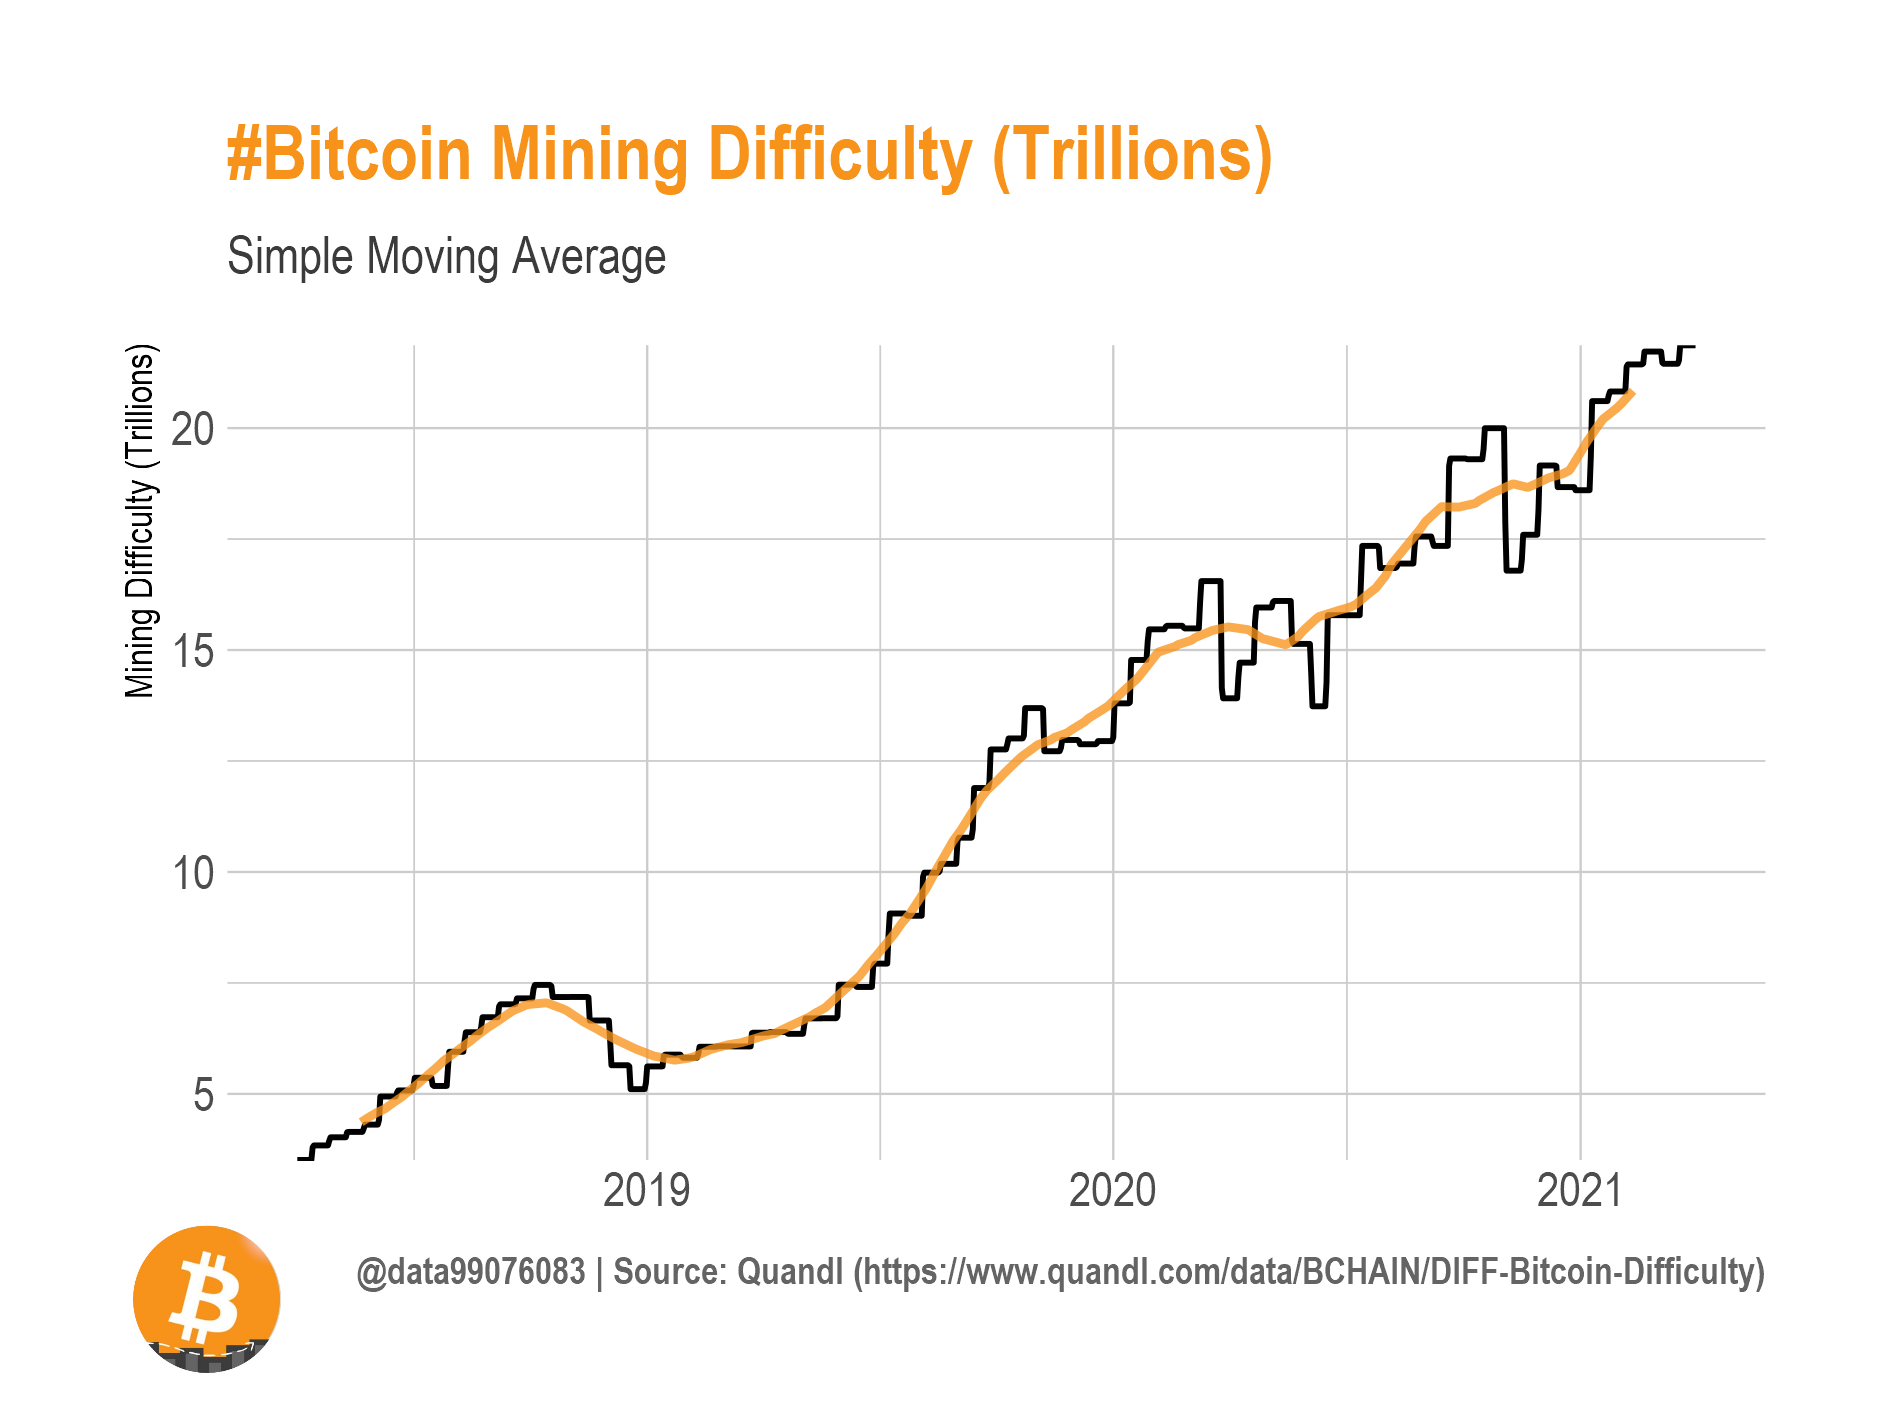 #Bitcoin Mining Difficulty (Trillions)
Simple Moving Average
Mining Difficulty (Trillions)
20
15
10
5
2019
2020
2021
@data99076083 | Source: Quandl (https://www.quandl.com/data/BCHAIN/DIFF-Bitcoin-Difficulty)